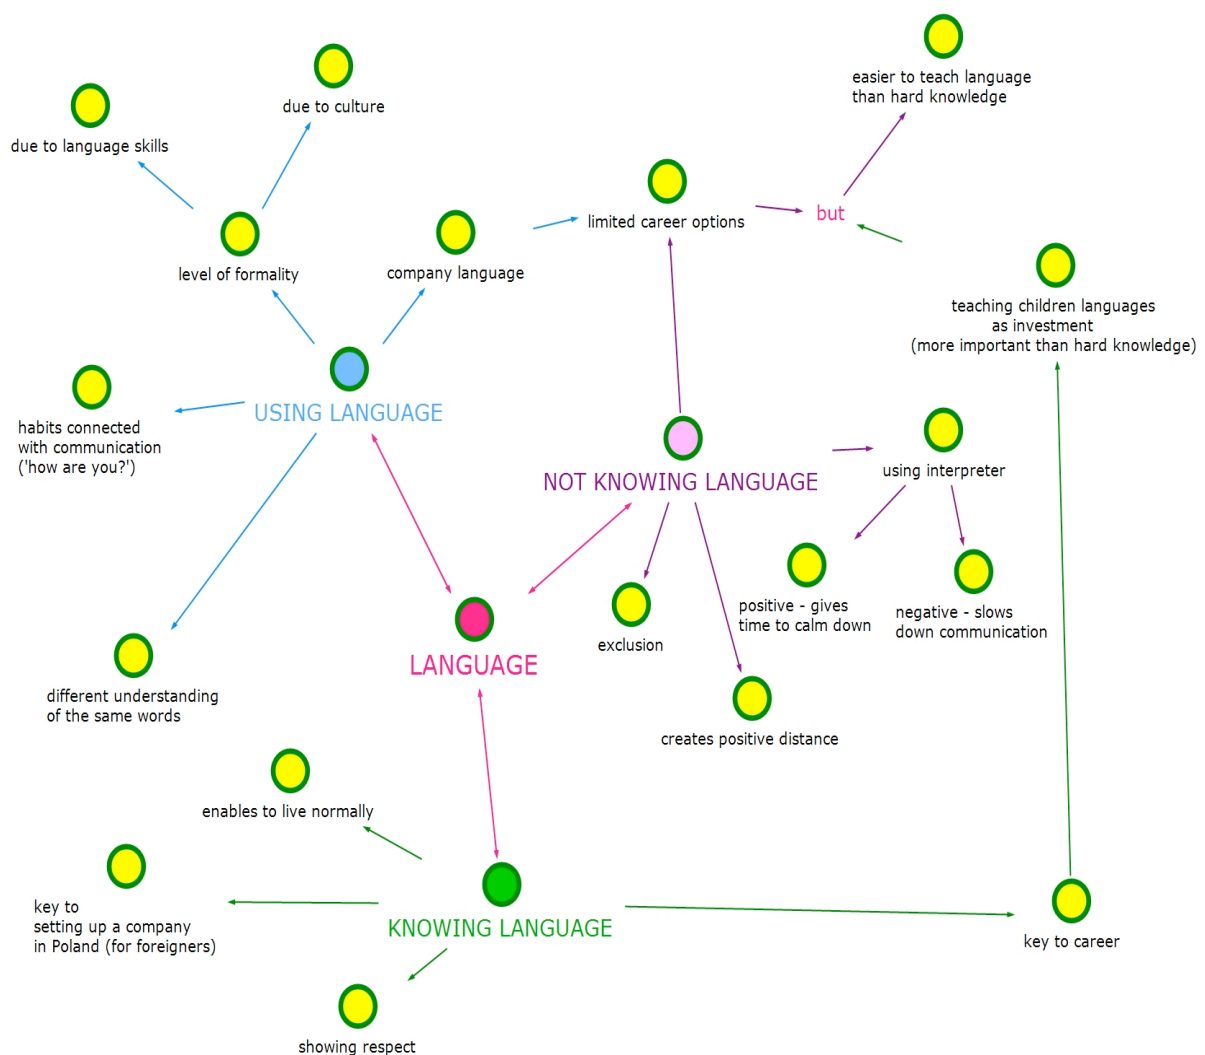 easier to teach language
than hard knowledge
due to culture
due to language skills
limited career options
but
level of formality
company language
teaching children languages
as investment
(more important than hard knowledge)
USING LANGUAGE
habits connected
with communication
('how are you?')
NOT KNOWING LANGUAGE
using interpreter
positive - gives
time to calm down
negative - slows
down communication
exclusion
LANGUAGE
different understanding
of the same words
creates positive distance
enables to live normally
key to
setting up a company
in Poland (for foreigners)
KNOWING LANGUAGE
key to career
showing respect